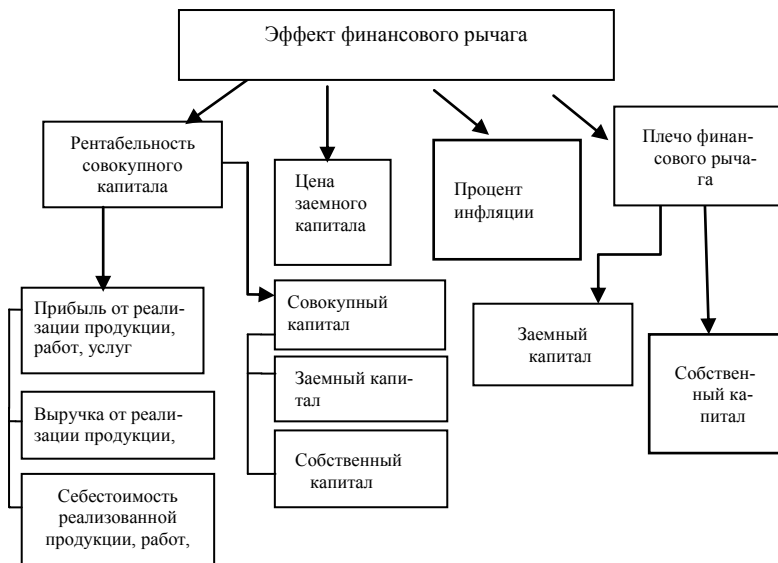 Эффект финансового рычага
Рентабельность
совокупного
капитала
Цена
заемного
капитала
Процент
инфляции
Плечо финан-
сового рыча-
га
Прибыль от реали-
зации продукции,
работ, услуг
Выручка от реали-
зации продукции,
Себестоимость
реализованной
продукции, работ,
Совокупный
капитал
Заемный капи-
тал
Собственный
капитал
Заемный
капитал
Собствен-
ный ка-
питал